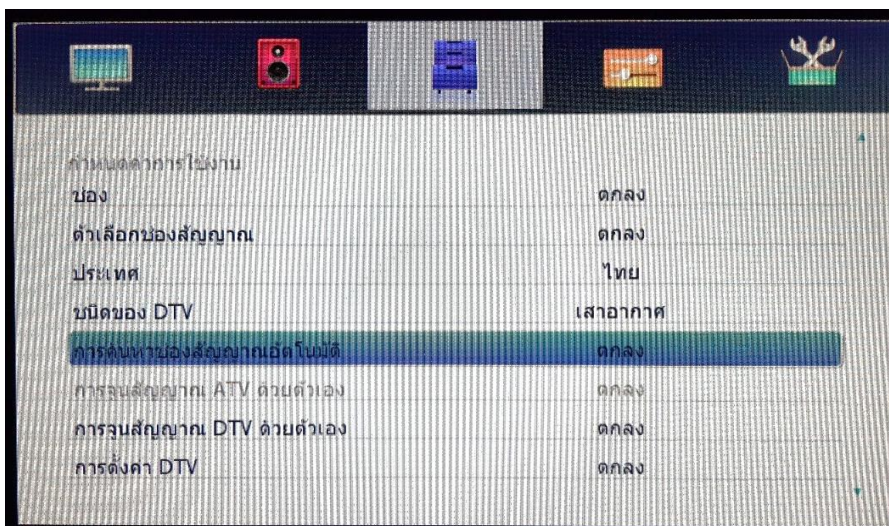 กำหนดค่าการใช้งาน
ช่อง ตกลง
ตัวเลือกช่องสัญญาณ ตกลง
ประเทศ ไทย
ชนิดของ DTV เสาอากาศ
การค้นหาช่องสัญญาณอัตโนมัติ ตกลง
การจูนสัญญาณ ATV ด้วยตัวเอง ตกลง
การจูนสัญญาณ DTV ด้วยตัวเอง ตกลง
การตั้งค่า DTV ตกลง